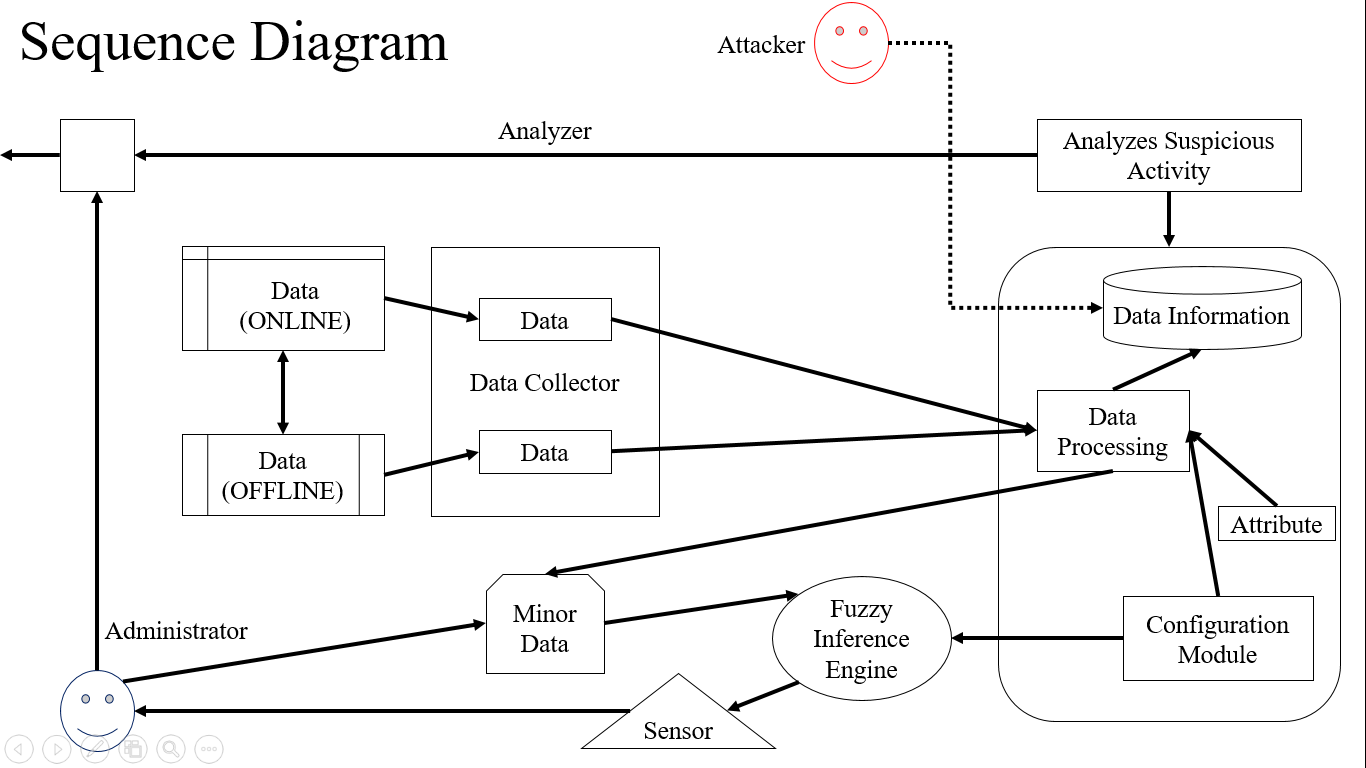 Sequence Diagram
Attacker
Analyzer
Analyzes Suspicious
Activity
Data
(ONLINE)
Data
Data Information
Data Collector
Data
Processing
Data
(OFFLINE)
Data
Attribute
Minor
Data
Fuzzy
Inference
Engine
Configuration
Module
Administrator
Sensor